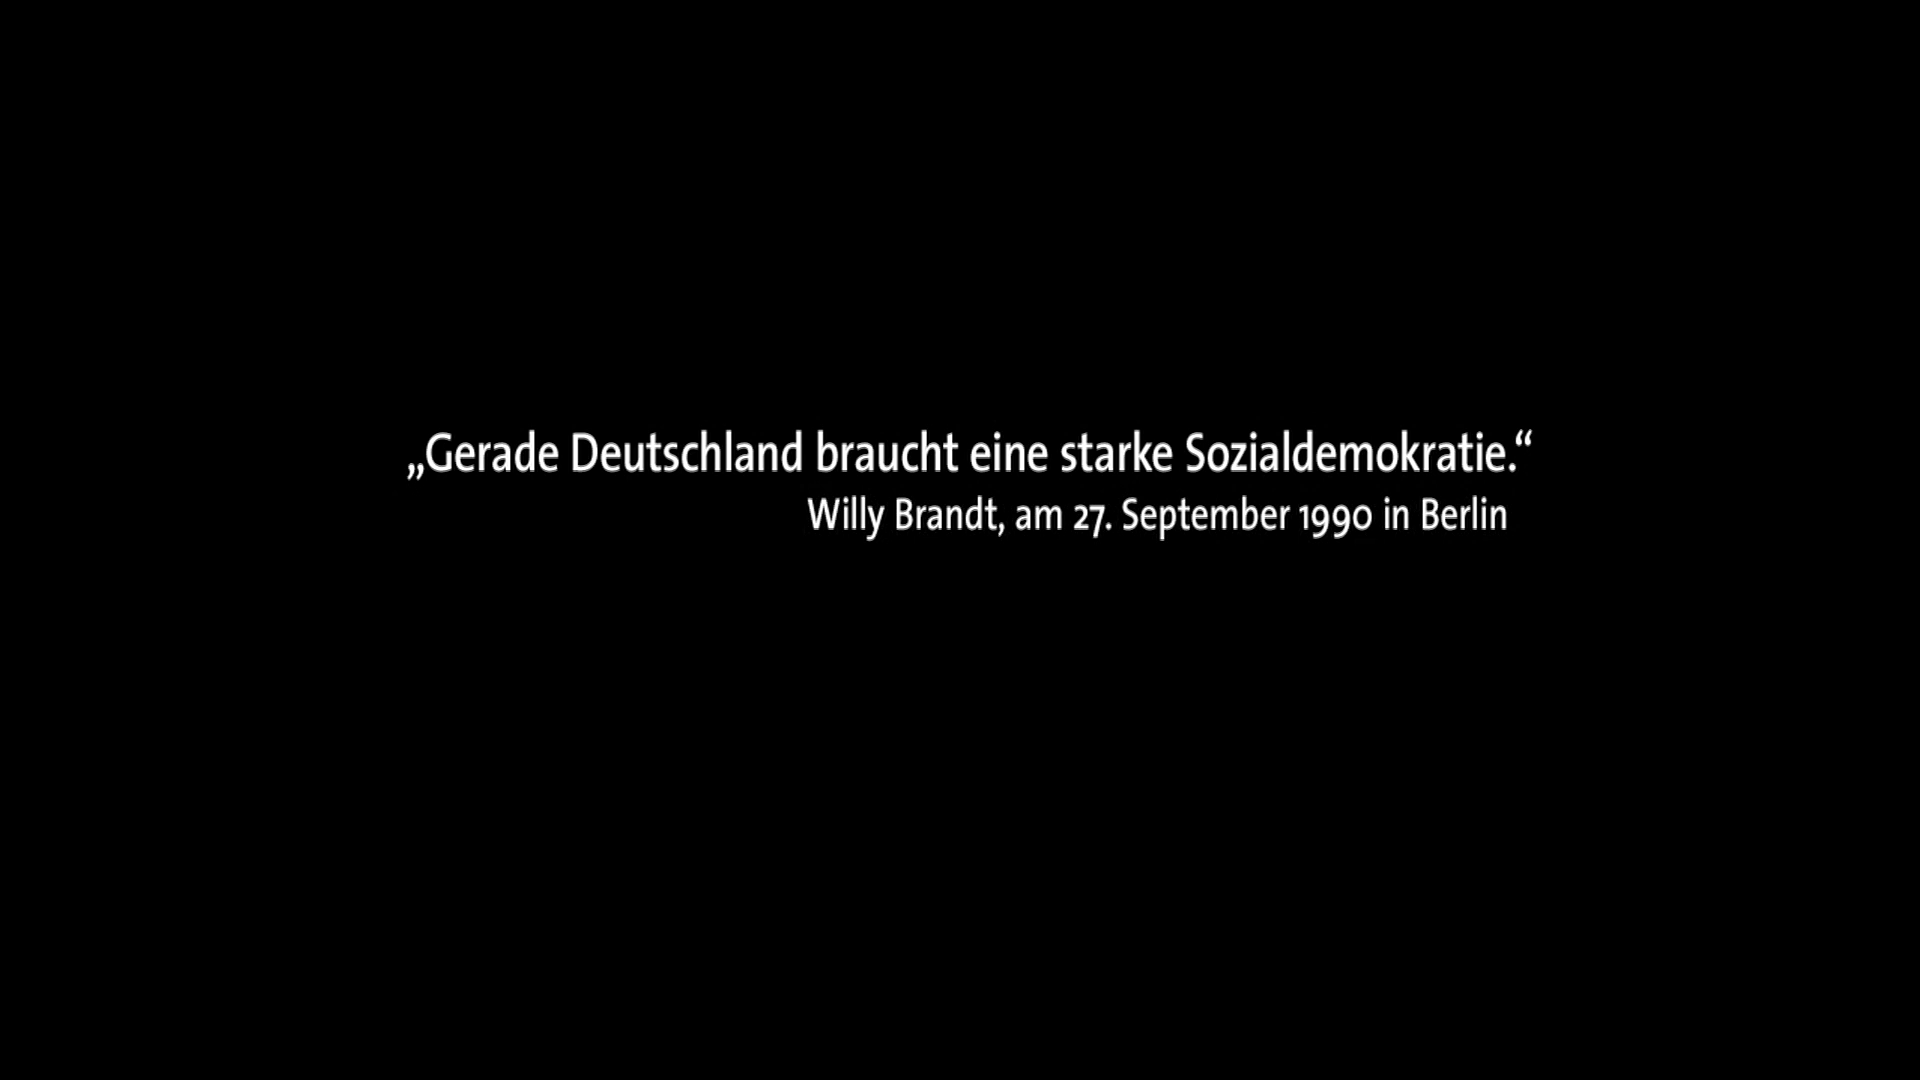 „Gerade Deutschland braucht eine starke Sozialdemokratie.“
Willy Brandt, am 27. September 1990 in Berlin